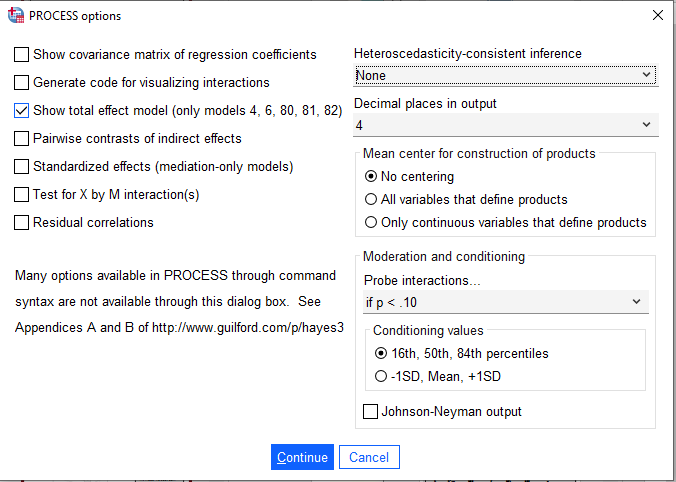 PROCESS options
Show covariance matrix of regression coefficients
Generate code for visualizing interactions
Show total effect model (only models 4, 6, 80, 81, 82)
Pairwise contrasts of indirect effects
Standardized effects (mediation-only models)
Test for X by M interaction(s)
Residual correlations
Many options available in PROCESS through command
syntax are not available through this dialog box.  See
Appendices A and B of http://www.guilford.com/p/hayes3
Heteroscedasticity-consistent inference
None
Decimal places in output
4
Mean center for construction of products
No centering
All variables that define products
Only continuous variables that define products
Moderation and conditioning
Probe interactions...
if p < .10
Conditioning values
16th, 50th, 84th percentiles
-1SD, Mean, +1SD
Johnson-Neyman output
Continue
Cancel